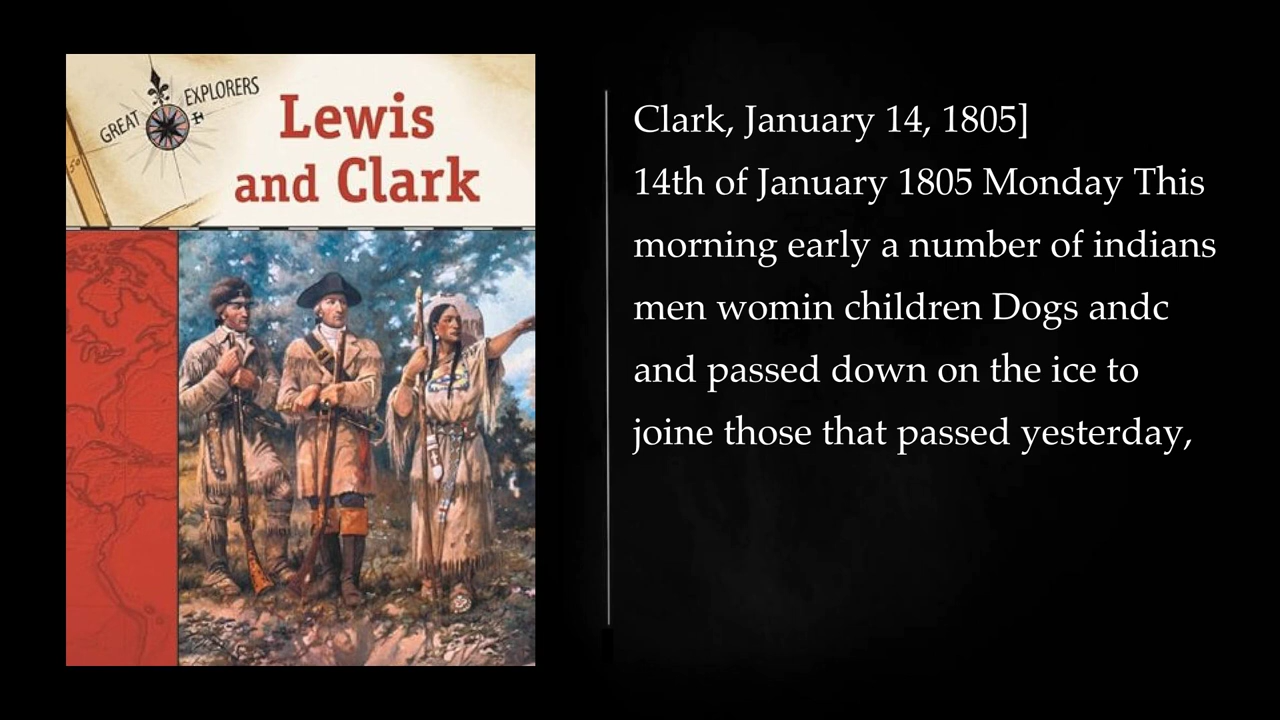 GREAT EXPLORERS
Lewis
and Clark
50
Clark, January 14, 1805]
14th of January 1805 Monday This
morning early a number of indians
men womin children Dogs andc
and passed down on the ice to
joine those that passed yesterday,